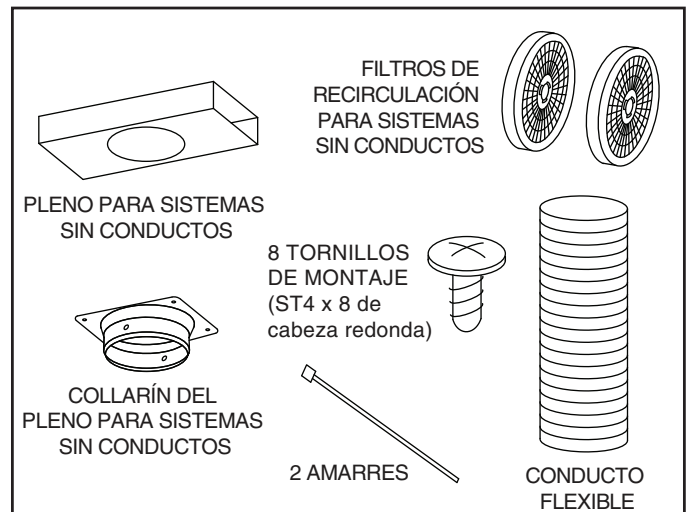 FILTROS DE
RECIRCULACIÓN
PARA SISTEMAS
SIN CONDUCTOS
PLENO PARA SISTEMAS
SIN CONDUCTOS
8 TORNILLOS
DE MONTAJE
(ST4 x 8 de
cabeza redonda)
COLLARÍN DEL
PLENO PARA SISTEMAS
SIN CONDUCTOS
2 AMARRES
CONDUCTO
FLEXIBLE